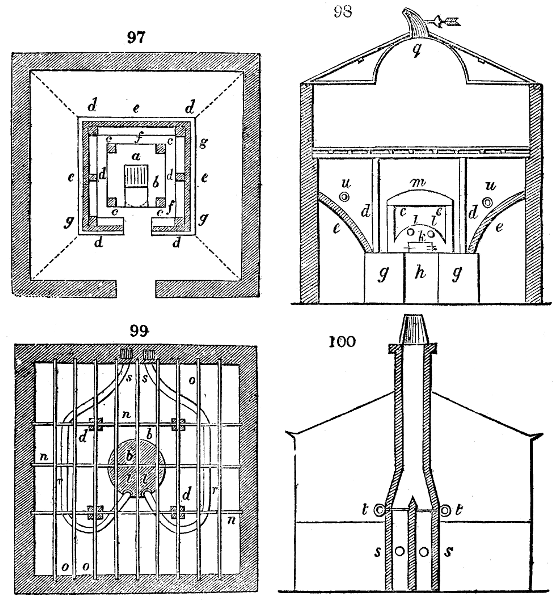 97
d e d
c f c g
a
e d b d e
c c f
g g
d d
98
q
u m u
d c e d
e l l e
k
g h g
99
s s o
n
d b
n b
r l l d r
n
o o
100
t t
s s